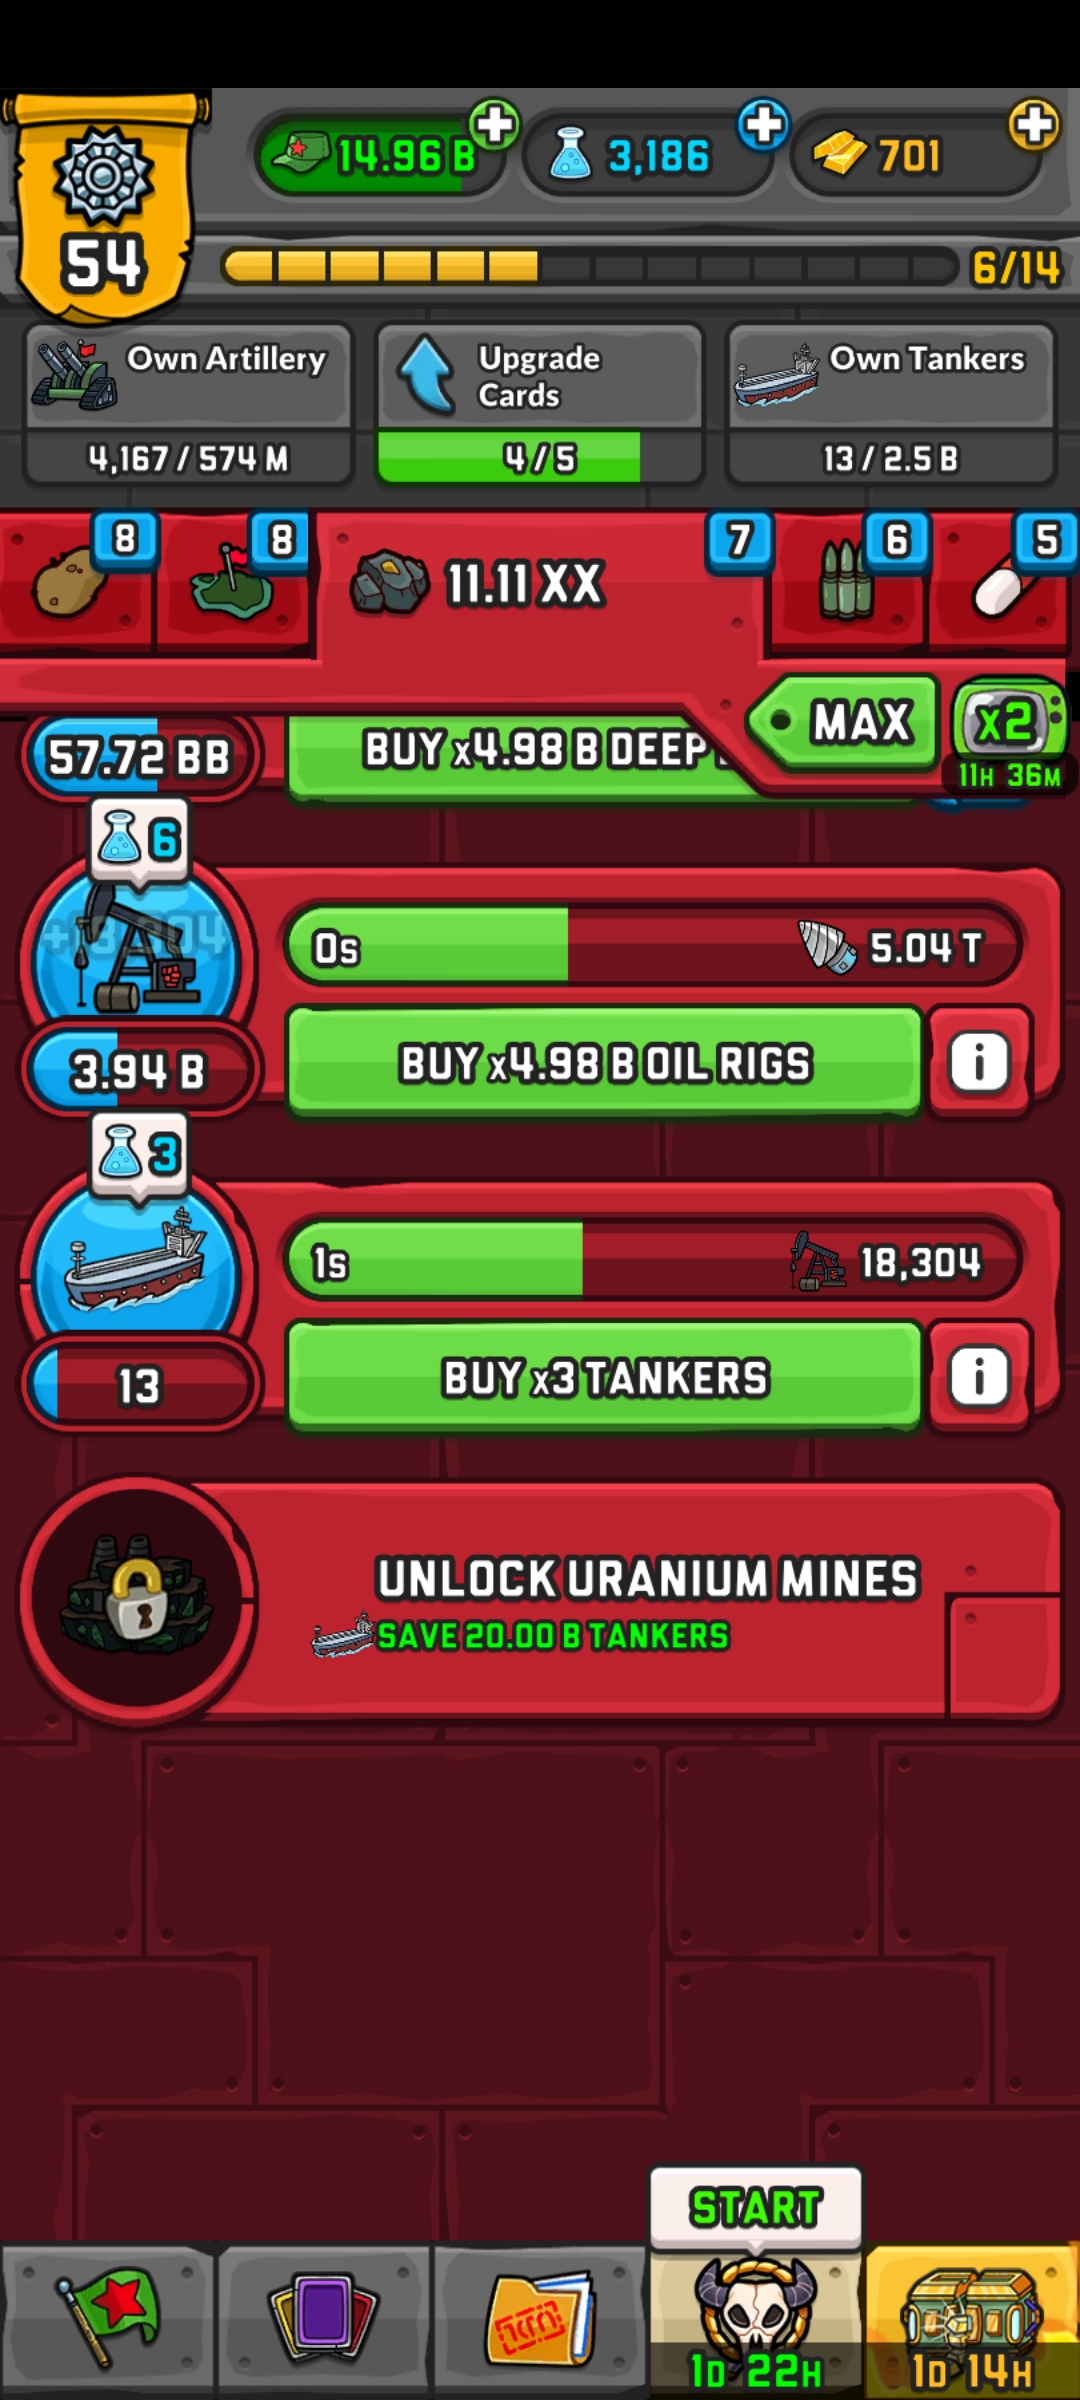 14.96 B
3,186
701
54
6/14
Own Artillery
4,167 / 574 M
Upgrade
Cards
4 / 5
Own Tankers
13 / 2.5 B
8
8
11.11 XX
7
6
5
MAX
x2
11H 36M
57.72 BB
BUY x4.98 B DEEP
6
0s
5.04 T
3.94 B
BUY x4.98 B OIL RIGS
i
3
1s
18,304
13
BUY x3 TANKERS
i
UNLOCK URANIUM MINES
SAVE 20.00 B TANKERS
START
1D 22H
1D 14H